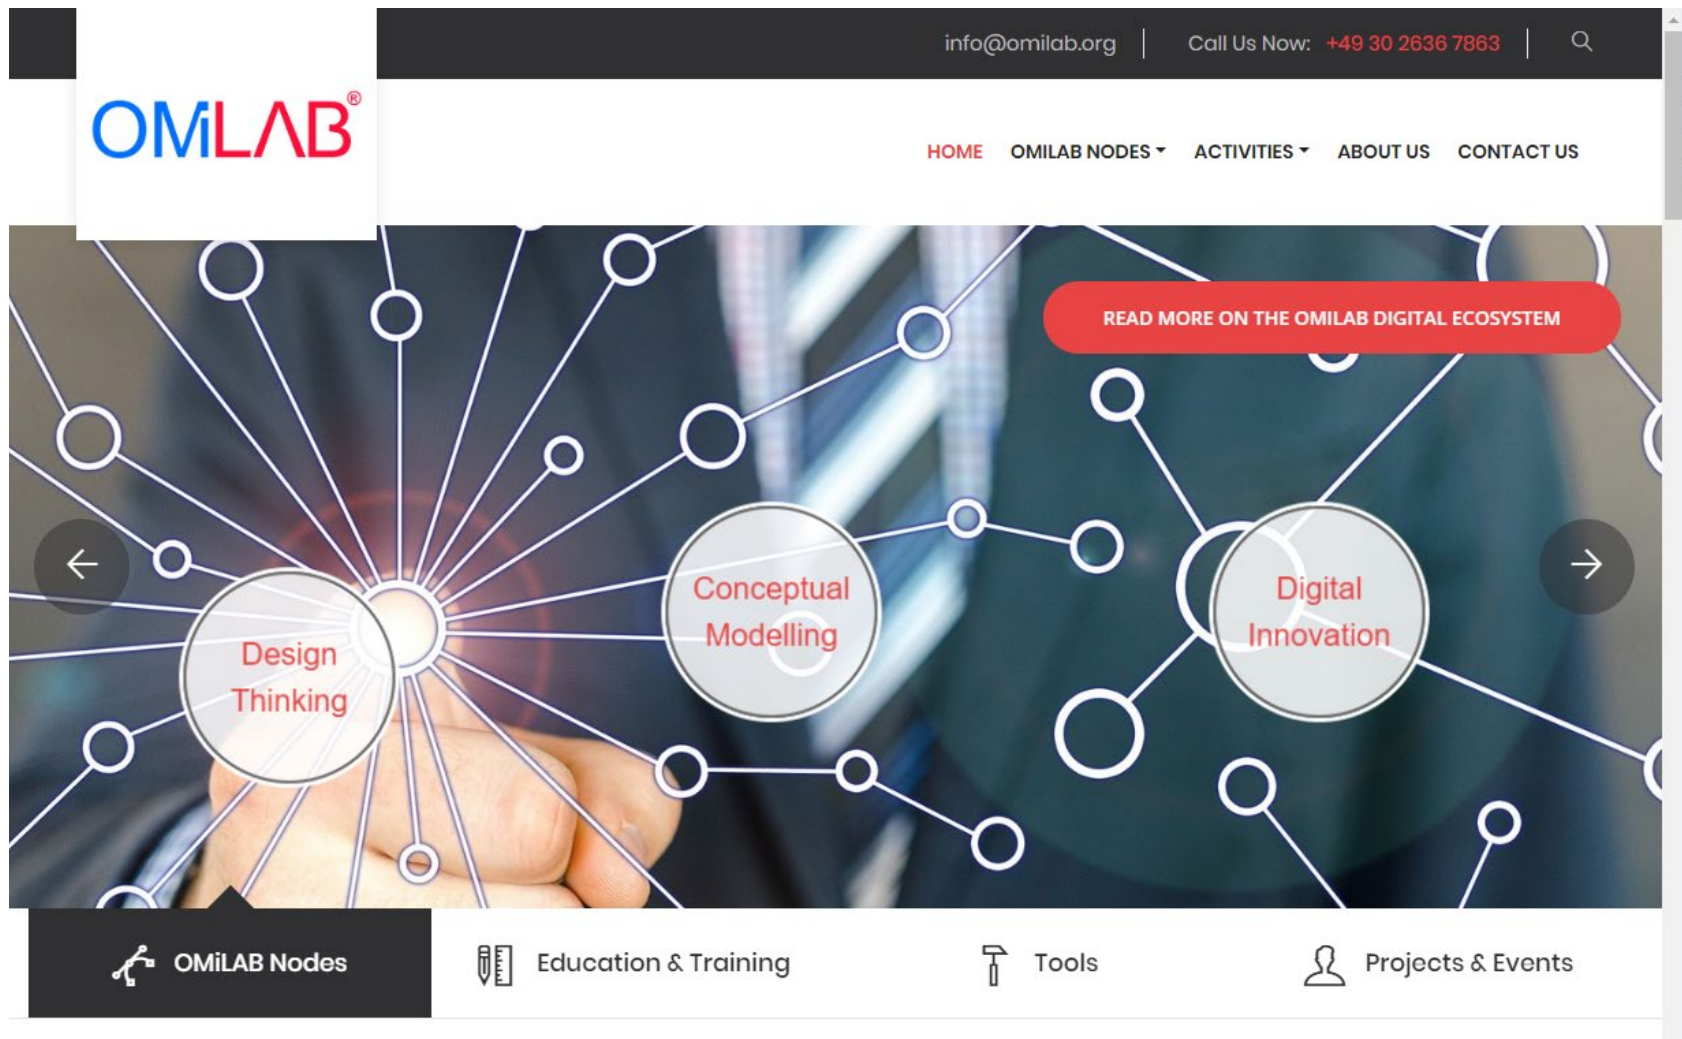 info@omilab.org
Call Us Now: +49 30 2636 7863
OMiLAB®
HOME OMILAB NODES ACTIVITIES ABOUT US CONTACT US
READ MORE ON THE OMILAB DIGITAL ECOSYSTEM
Design
Thinking
Conceptual
Modelling
Digital
Innovation
OMiLAB Nodes
Education & Training
Tools
Projects & Events